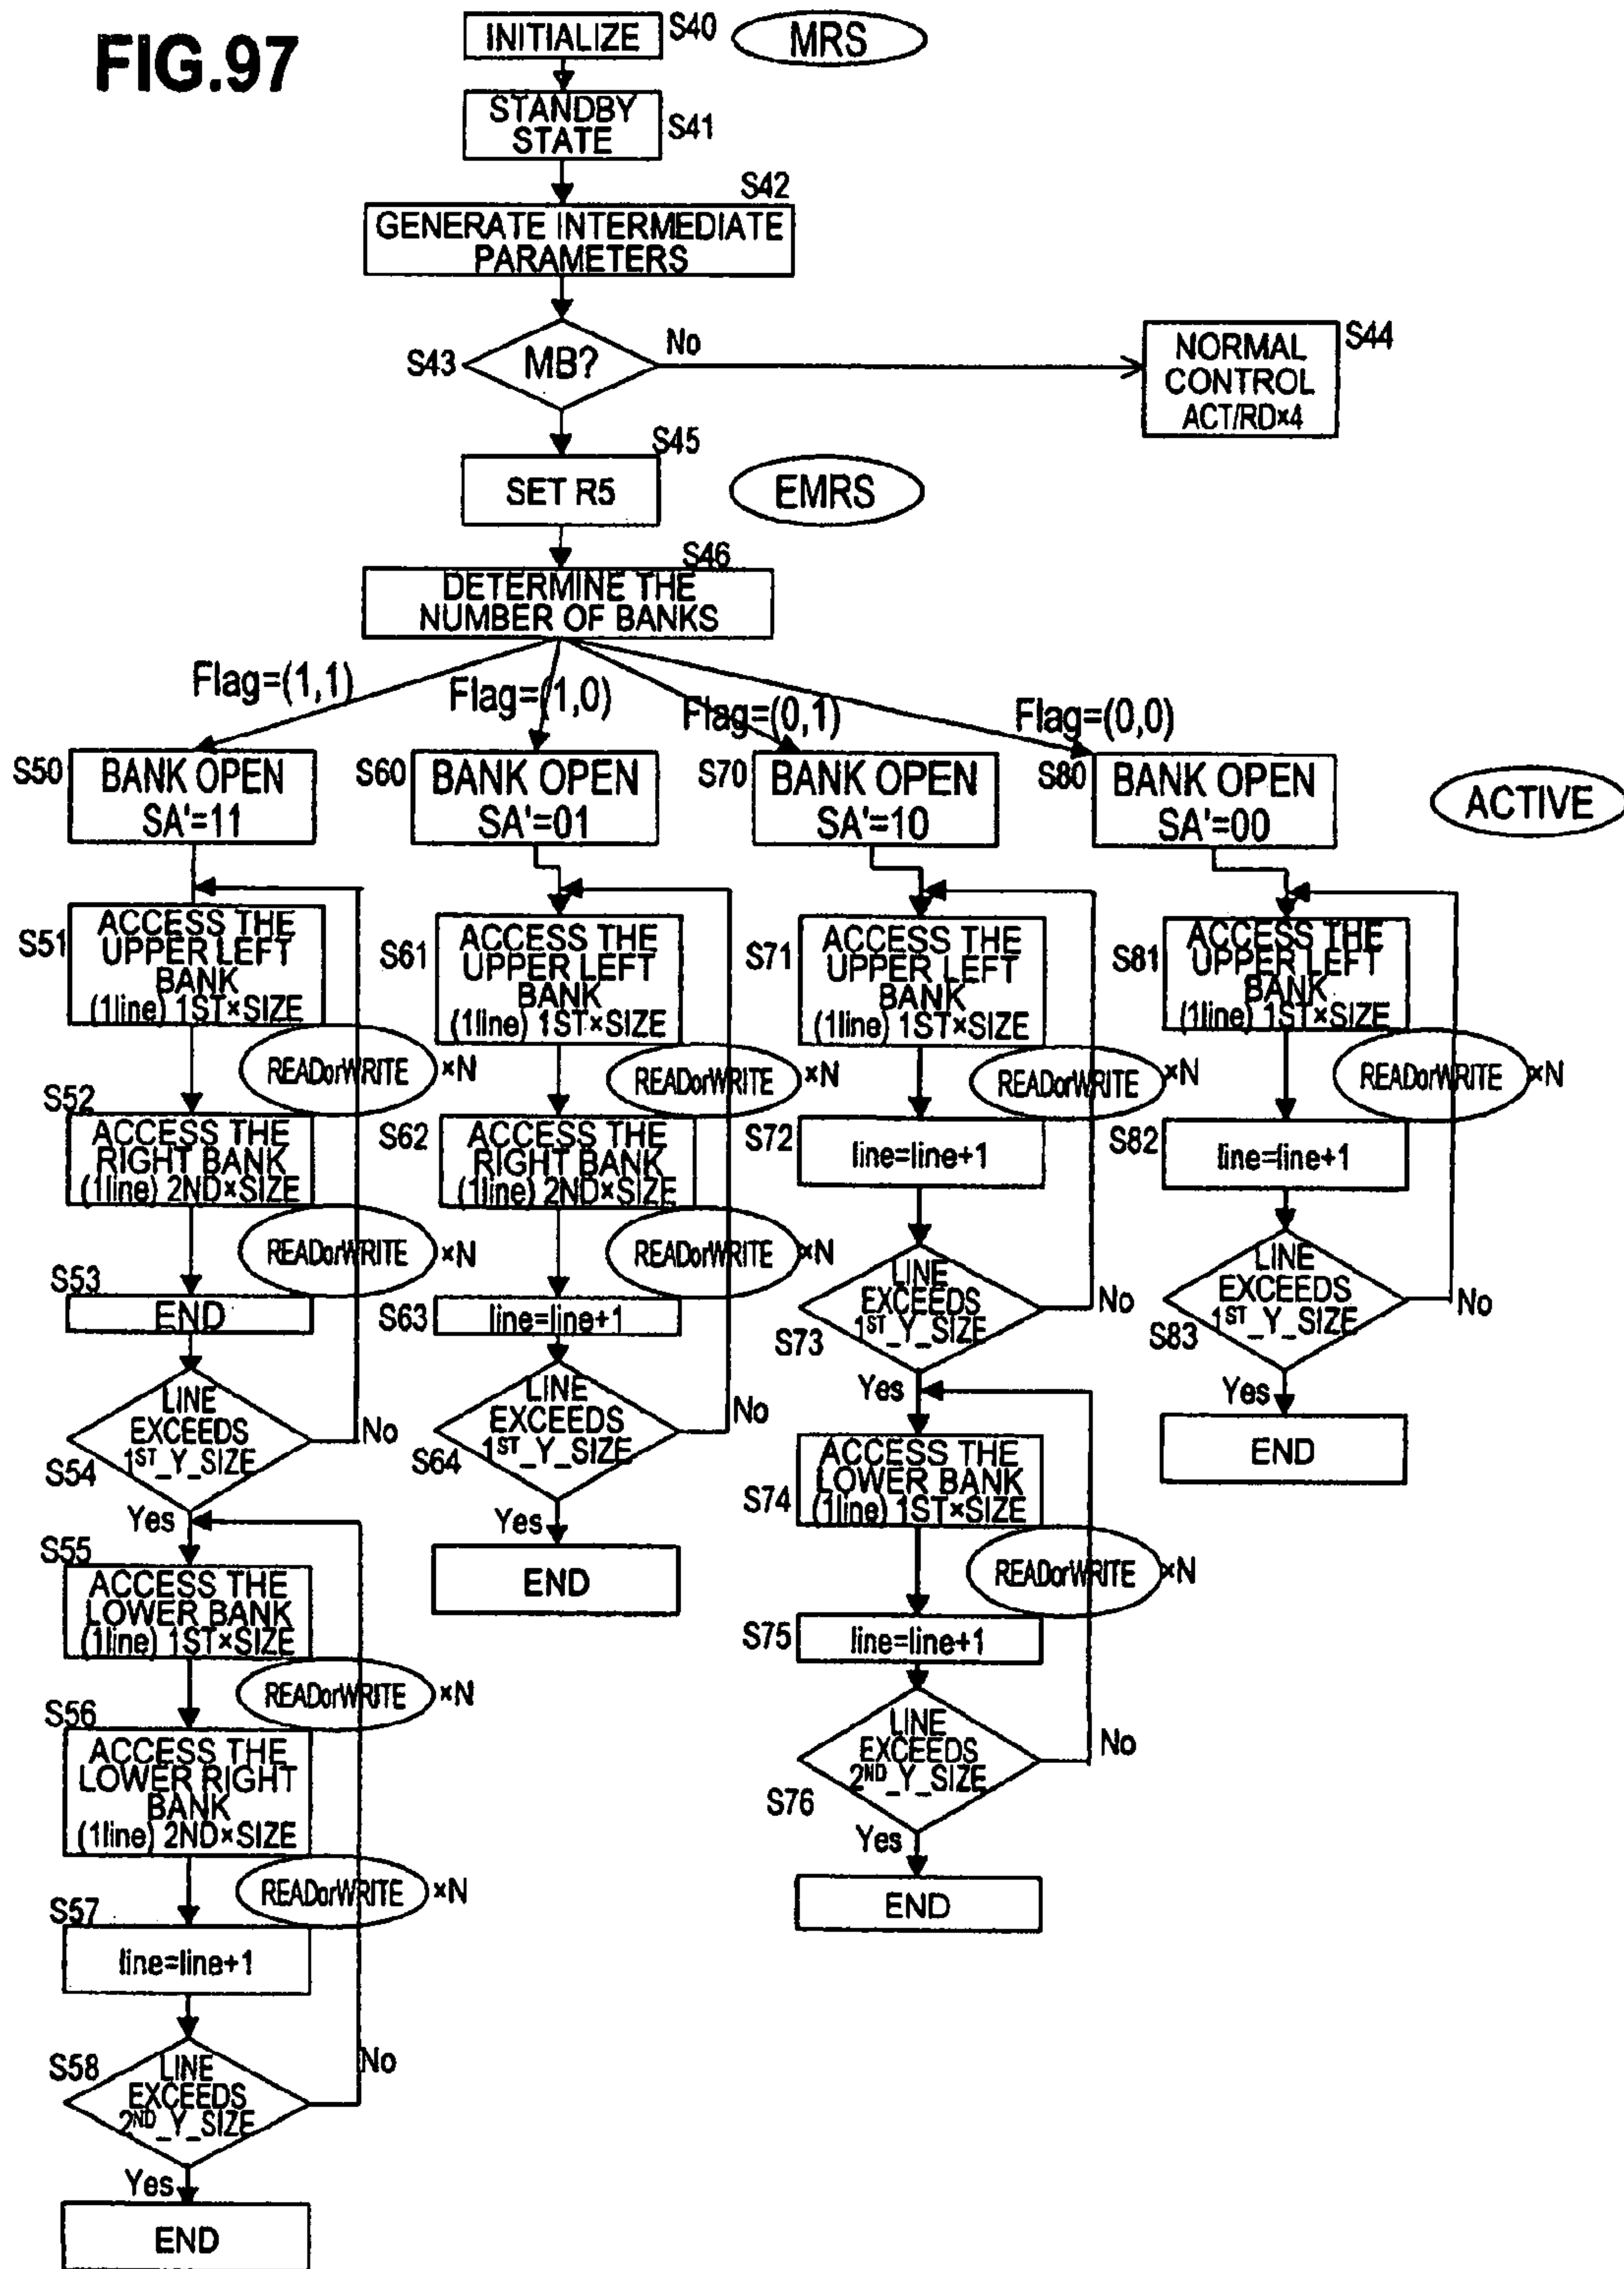 FIG.97
INITIALIZE
S40
MRS
STANDBY
STATE
S41
S42
GENERATE INTERMEDIATE
PARAMETERS
S43
MB?
No
NORMAL
CONTROL
ACT/RD×4
S44
S45
SET R5
EMRS
S46
DETERMINE THE
NUMBER OF BANKS
Flag=(1,1)
Flag=(1,0)
Flag=(0,1)
Flag=(0,0)
S50
BANK OPEN
SA'=11
S60
BANK OPEN
SA'=01
S70
BANK OPEN
SA'=10
S80
BANK OPEN
SA'=00
ACTIVE
S51
ACCESS THE
UPPER LEFT
BANK
(1line) 1ST×SIZE
READorWRITE
×N
S52
ACCESS THE
RIGHT BANK
(1line) 2ND×SIZE
READorWRITE
×N
S53
END
LINE
EXCEEDS
1ST_Y_SIZE
S54
No
Yes
S55
ACCESS THE
LOWER BANK
(1line) 1ST×SIZE
READorWRITE
×N
S56
ACCESS THE
LOWER RIGHT
BANK
(1line) 2ND×SIZE
READorWRITE
×N
S57
line=line+1
S58
LINE
EXCEEDS
2ND_Y_SIZE
No
Yes
END
S61
ACCESS THE
UPPER LEFT
BANK
(1line) 1ST×SIZE
READorWRITE
×N
S62
ACCESS THE
RIGHT BANK
(1line) 2ND×SIZE
READorWRITE
×N
S63
line=line+1
LINE
EXCEEDS
1ST_Y_SIZE
S64
No
Yes
END
S71
ACCESS THE
UPPER LEFT
BANK
(1line) 1ST×SIZE
READorWRITE
×N
S72
line=line+1
LINE
EXCEEDS
1ST_Y_SIZE
S73
No
Yes
S74
ACCESS THE
LOWER BANK
(1line) 1ST×SIZE
READorWRITE
×N
S75
line=line+1
LINE
EXCEEDS
2ND_Y_SIZE
S76
No
Yes
END
S81
ACCESS THE
UPPER LEFT
BANK
(1line) 1ST×SIZE
READorWRITE
×N
S82
line=line+1
LINE
EXCEEDS
1ST_Y_SIZE
S83
No
Yes
END